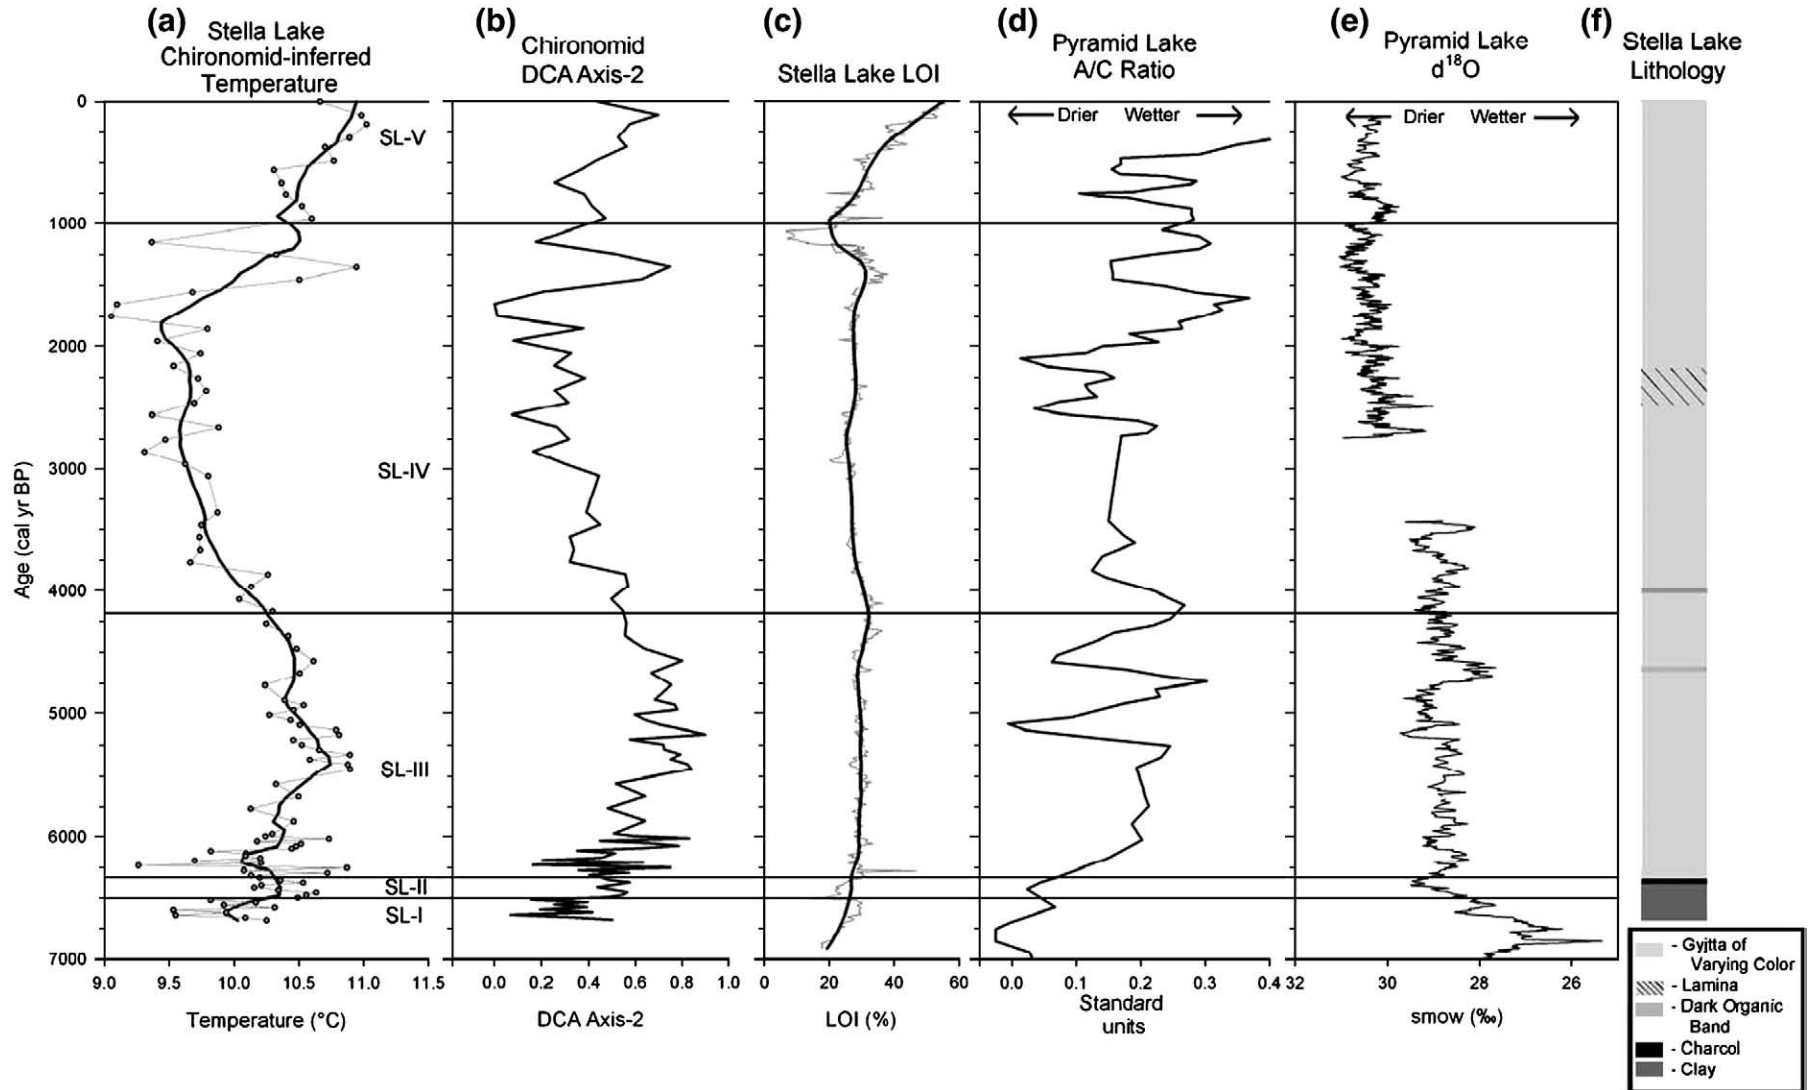 (a)
Stella Lake
Chironomid-inferred
Temperature
(b)
Chironomid
DCA Axis-2
(c)
Stella Lake LOI
(d)
Pyramid Lake
A/C Ratio
(e)
Pyramid Lake
d18O
(f)
Stella Lake
Lithology
Drier Wetter
Drier Wetter
SL-V
SL-IV
SL-III
SL-II
SL-I
Age (cal yr BP)
0
1000
2000
3000
4000
5000
6000
7000
9.0 9.5 10.0 10.5 11.0 11.5
Temperature (°C)
0.0 0.2 0.4 0.6 0.8 1.0
DCA Axis-2
0 20 40 60
LOI (%)
0.0 0.1 0.2 0.3 0.4
Standard
units
32 30 28 26
smow (‰)
- Gyjtta of
Varying Color
- Lamina
- Dark Organic
Band
- Charcol
- Clay